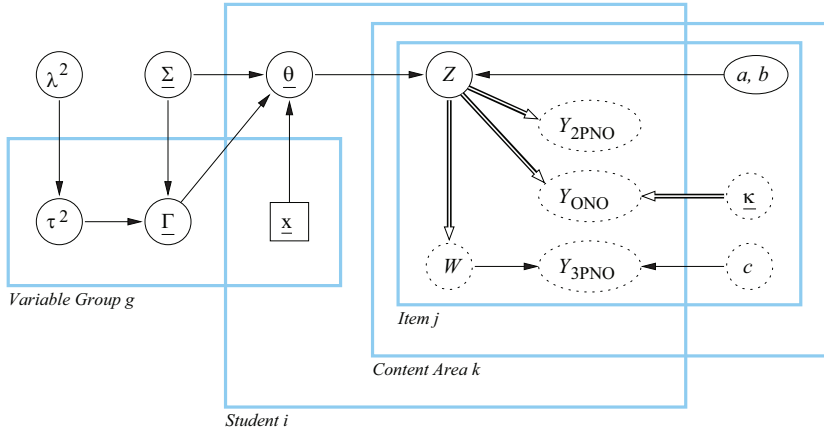 λ² Σ θ Z a, b
Y2PNO
τ² Γ x YONO κ
W Y3PNO c
Variable Group g
Item j
Content Area k
Student i